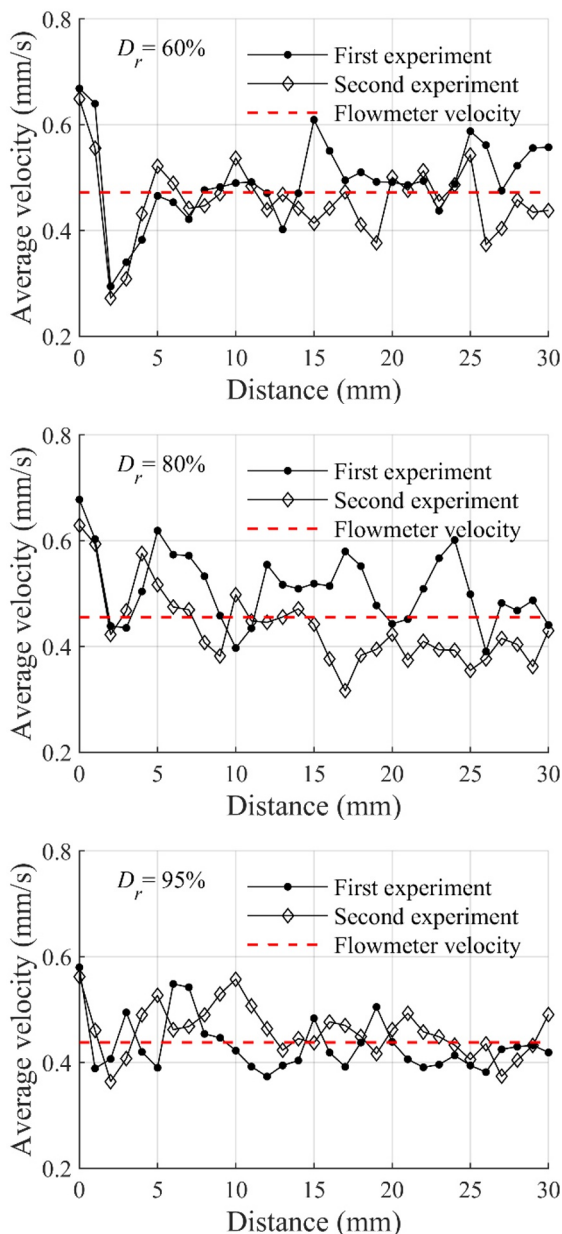 Average velocity (mm/s)
0.8
0.6
0.4
0.2
D_r = 60%
First experiment
Second experiment
Flowmeter velocity
0 5 10 15 20 25 30
Distance (mm)
Average velocity (mm/s)
0.8
0.6
0.4
0.2
D_r = 80%
First experiment
Second experiment
Flowmeter velocity
0 5 10 15 20 25 30
Distance (mm)
Average velocity (mm/s)
0.8
0.6
0.4
0.2
D_r = 95%
First experiment
Second experiment
Flowmeter velocity
0 5 10 15 20 25 30
Distance (mm)